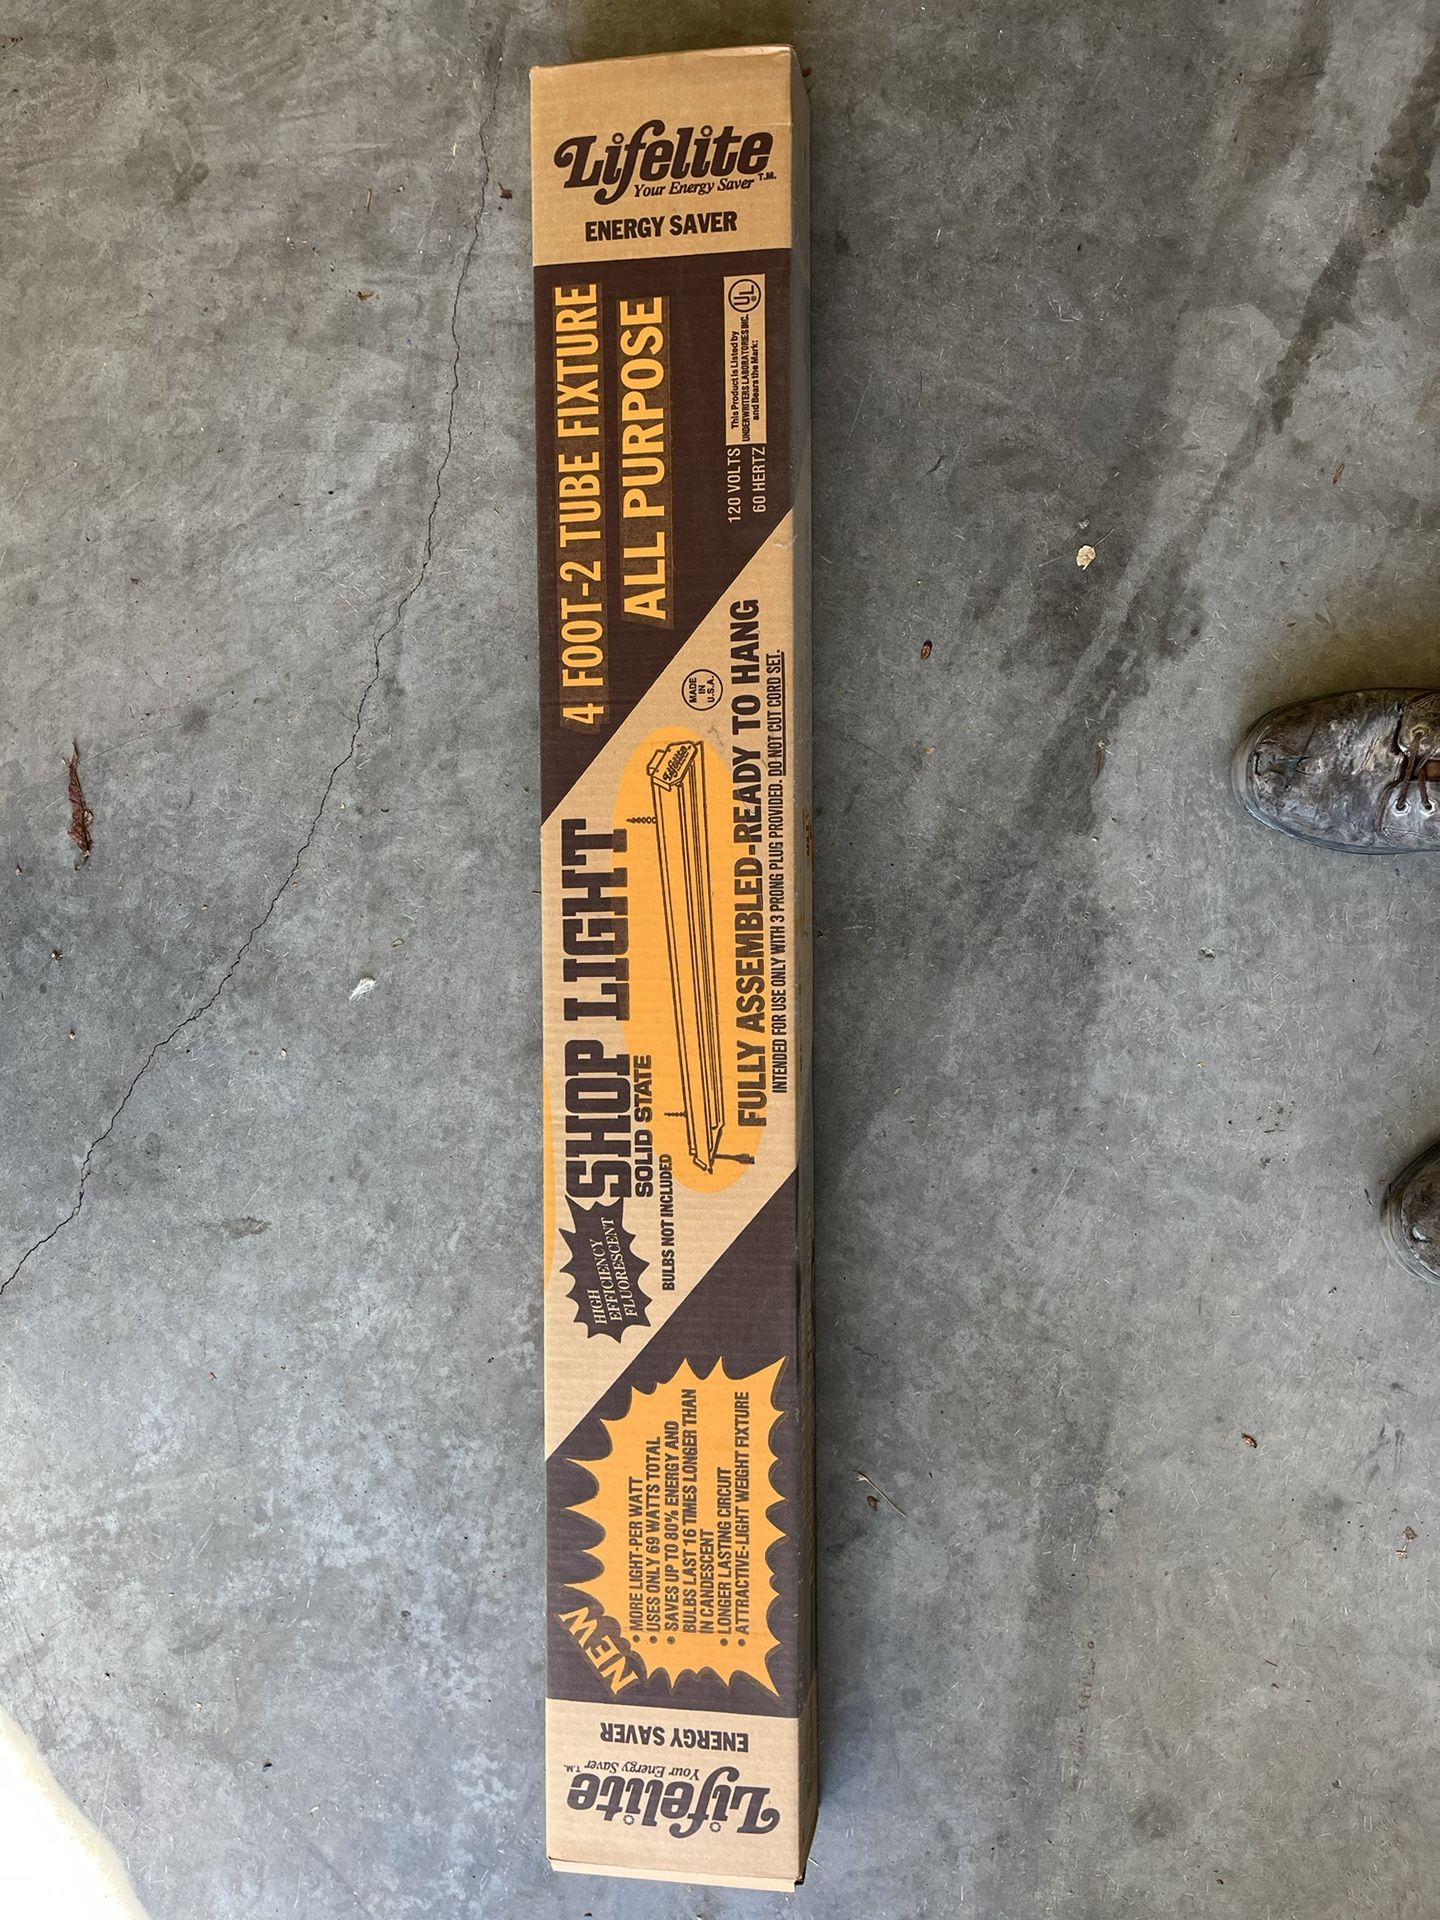 Lifelite
Your Energy Saver T.M.
ENERGY SAVER
4 FOOT-2 TUBE FIXTURE
ALL PURPOSE
120 VOLTS
60 HERTZ
This Product is Listed by
UNDERWRITERS LABORATORIES INC.
and Bears the Mark:
UL
SHOP LIGHT
SOLID STATE
HIGH
EFFICIENCY
FLUORESCENT
BULBS NOT INCLUDED
Lifelite
MADE
IN
U.S.A.
FULLY ASSEMBLED-READY TO HANG
INTENDED FOR USE ONLY WITH 3 PRONG PLUG PROVIDED. DO NOT CUT CORD SET.
NEW
• MORE LIGHT-PER WATT
• USES ONLY 69 WATTS TOTAL
• SAVES UP TO 80% ENERGY AND
BULBS LAST 16 TIMES LONGER THAN
IN CANDESCENT
• LONGER LASTING CIRCUIT
• ATTRACTIVE-LIGHT WEIGHT FIXTURE
Lifelite
Your Energy Saver T.M.
ENERGY SAVER